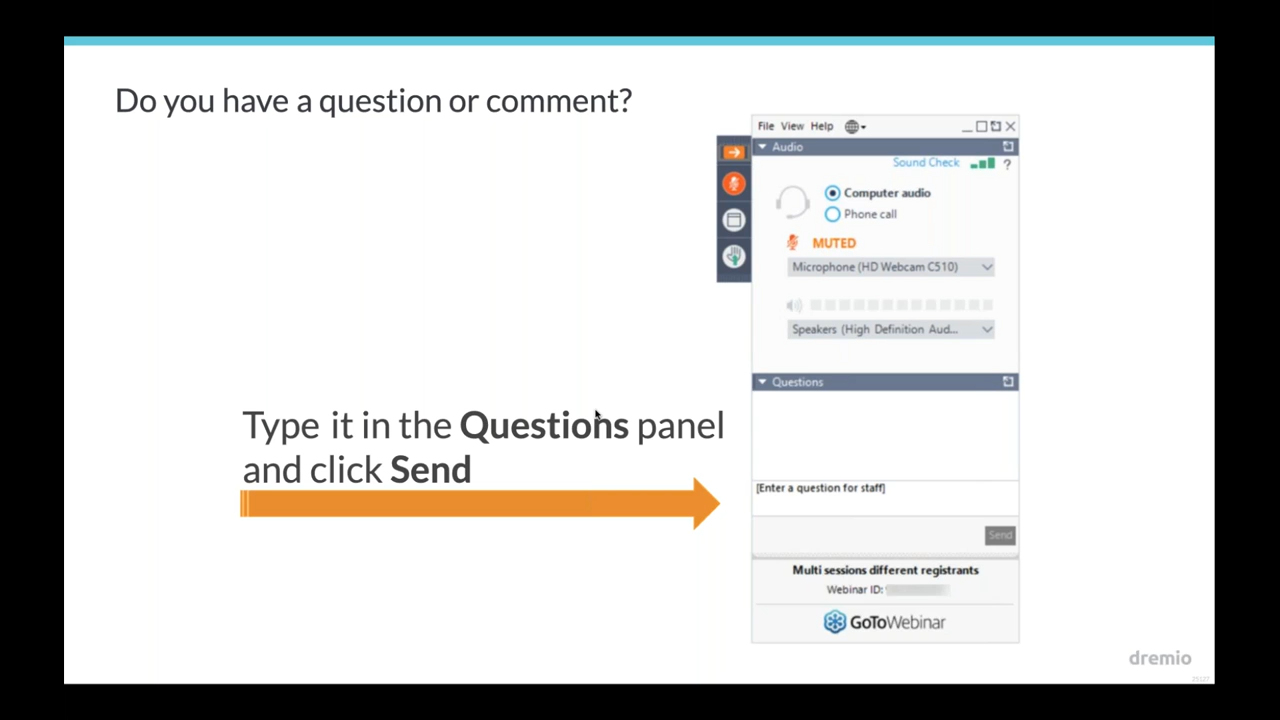 Do you have a question or comment?
File View Help
Audio
Sound Check
?
Computer audio
Phone call
MUTED
Microphone (HD Webcam C510)
Speakers (High Definition Aud...
Questions
Type it in the Questions panel
and click Send
[Enter a question for staff]
Send
Multi sessions different registrants
Webinar ID:
GoToWebinar
dremio